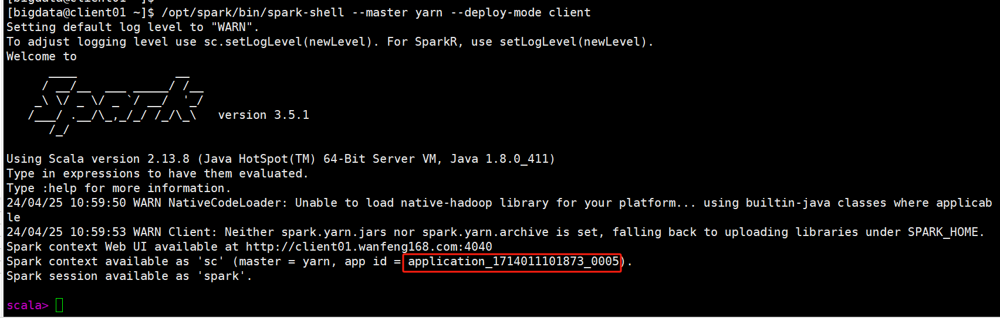 [bigdata@client01 ~]$
[bigdata@client01 ~]$ /opt/spark/bin/spark-shell --master yarn --deploy-mode client
Setting default log level to "WARN".
To adjust logging level use sc.setLogLevel(newLevel). For SparkR, use setLogLevel(newLevel).
Welcome to
      ____              __
     / __/__  ___ _____/ /__
    _\ \/ _ \/ _ `/ __/  '_/
   /___/ .__/\_,_/_/ /_/\_\   version 3.5.1
      /_/
Using Scala version 2.13.8 (Java HotSpot(TM) 64-Bit Server VM, Java 1.8.0_411)
Type in expressions to have them evaluated.
Type :help for more information.
24/04/25 10:59:50 WARN NativeCodeLoader: Unable to load native-hadoop library for your platform... using builtin-java classes where applicab
le
24/04/25 10:59:53 WARN Client: Neither spark.yarn.jars nor spark.yarn.archive is set, falling back to uploading libraries under SPARK_HOME.
Spark context Web UI available at http://client01.wanfeng168.com:4040
Spark context available as 'sc' (master = yarn, app id = application_1714011101873_0005).
Spark session available as 'spark'.
scala>